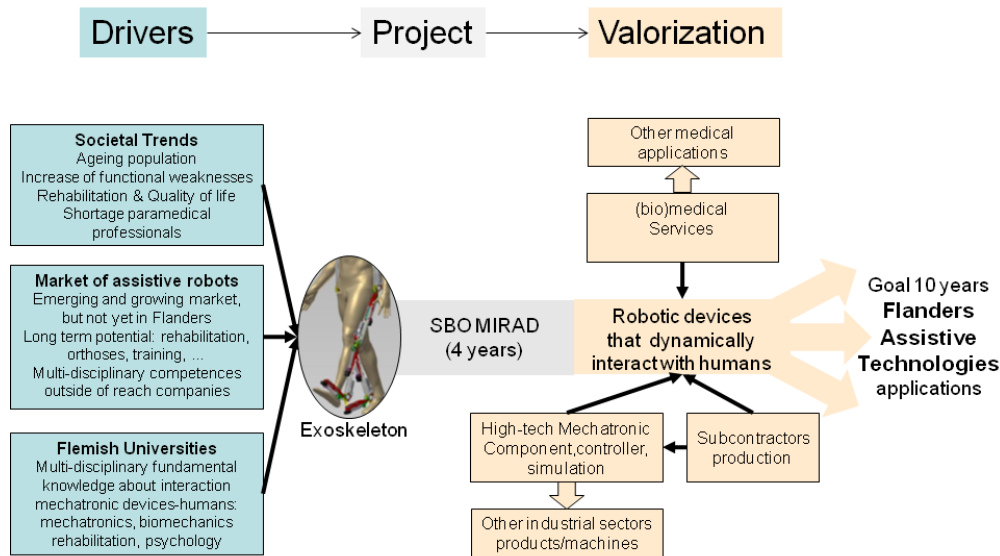 Drivers
Project
Valorization
Societal Trends
Ageing population
Increase of functional weaknesses
Rehabilitation & Quality of life
Shortage paramedical
professionals
Market of assistive robots
Emerging and growing market,
but not yet in Flanders
Long term potential: rehabilitation,
orthoses, training, ...
Multi-disciplinary competences
outside of reach companies
Flemish Universities
Multi-disciplinary fundamental
knowledge about interaction
mechatronic devices-humans:
mechatronics, biomechanics
rehabilitation, psychology
Exoskeleton
SBO MIRAD
(4 years)
Other medical
applications
(bio)medical
Services
Robotic devices
that dynamically
interact with humans
High-tech Mechatronic
Component,controller,
simulation
Subcontractors
production
Other industrial sectors
products/machines
Goal 10 years
Flanders
Assistive
Technologies
applications